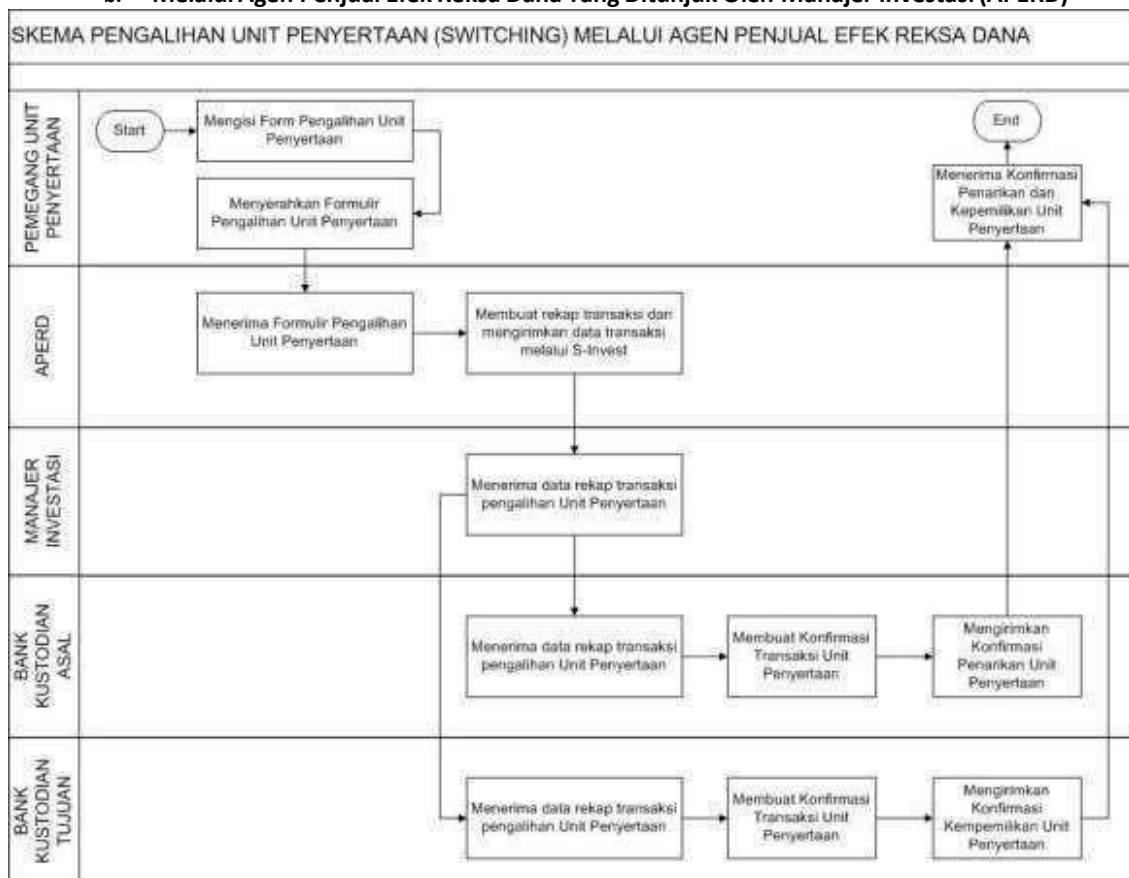 b. Melalui Agen Penjual Efek Reksa Dana Yang Ditunjuk Oleh Manajer Investasi (APERD)
SKEMA PENGALIHAN UNIT PENYERTAAN (SWITCHING) MELALUI AGEN PENJUAL EFEK REKSA DANA
PEMEGANG UNIT
PENYERTAAN
Start
Mengisi Form Pengalihan Unit
Penyertaan
Menyerahkan Formulir
Pengalihan Unit Penyertaan
End
Menerima Konfirmasi
Penarikan dan
Kepemilikan Unit
Penyertaan
APERD
Menerima Formulir Pengalihan
Unit Penyertaan
Membuat rekap transaksi dan
mengirimkan data transaksi
melalui S-Invest
MANAJER
INVESTASI
Menerima data rekap transaksi
pengalihan Unit Penyertaan
BANK
KUSTODIAN
ASAL
Menerima data rekap transaksi
pengalihan Unit Penyertaan
Membuat Konfirmasi
Transaksi Unit
Penyertaan
Mengirimkan
Konfirmasi
Penarikan Unit
Penyertaan
BANK
KUSTODIAN
TUJUAN
Menerima data rekap transaksi
pengalihan Unit Penyertaan
Membuat Konfirmasi
Transaksi Unit
Penyertaan
Mengirimkan
Konfirmasi
Kempemilikan Unit
Penyertaan